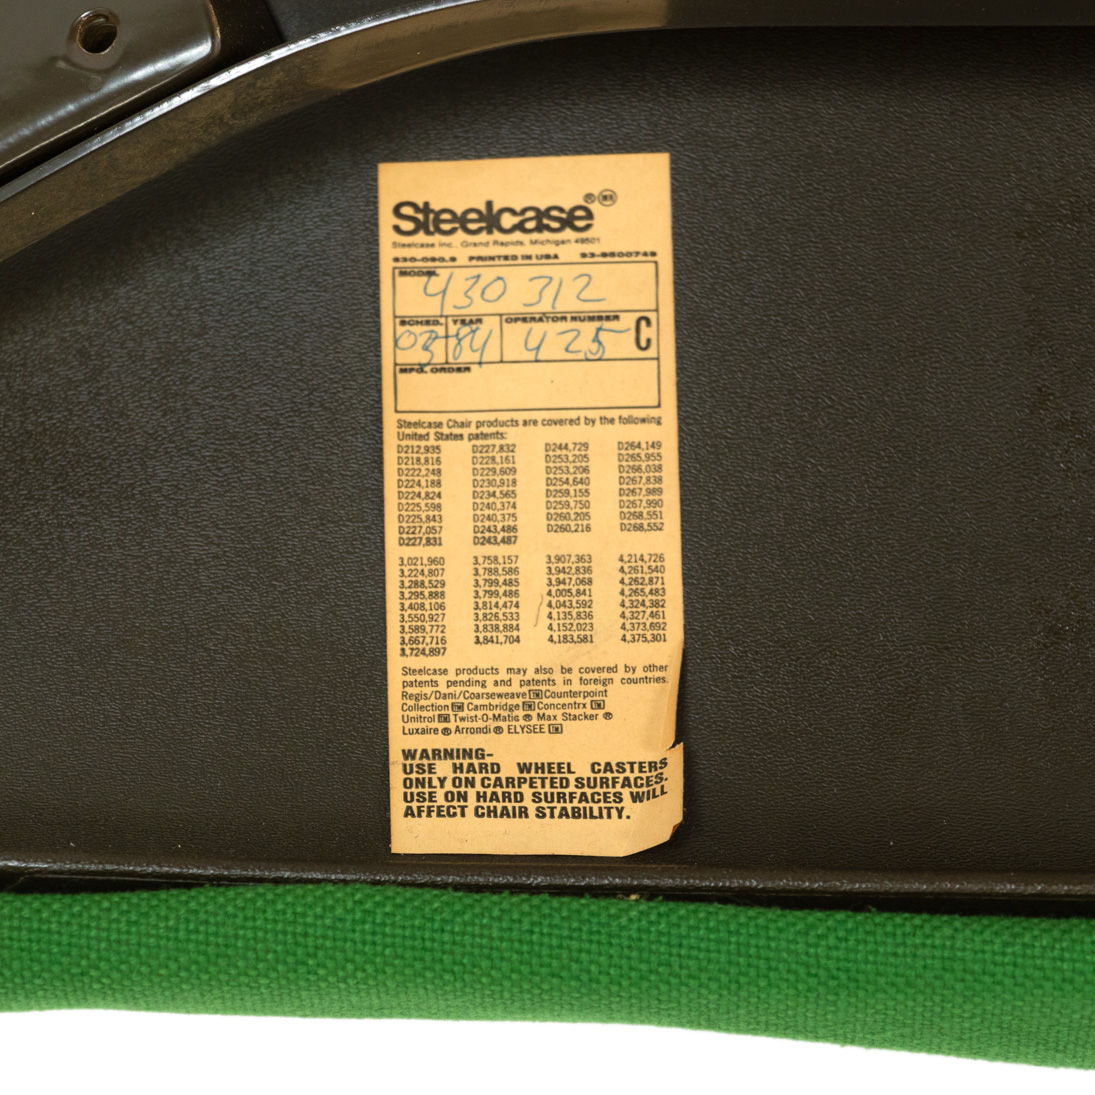 Steelcase ® MR
Steelcase Inc., Grand Rapids, Michigan 49501
830-090.9 PRINTED IN USA 93-9500749
MODEL
430 312
SCHED. YEAR OPERATOR NUMBER
03 84 425 C
MFG. ORDER
Steelcase Chair products are covered by the following
United States patents:
D212,935 D227,832 D244,729 D264,149
D218,816 D228,161 D253,205 D265,955
D222,248 D229,609 D253,206 D266,038
D224,188 D230,918 D254,640 D267,838
D224,824 D234,565 D259,155 D267,989
D225,598 D240,374 D259,750 D267,990
D225,843 D240,375 D260,205 D268,551
D227,057 D243,486 D260,216 D268,552
D227,831 D243,487
3,021,960 3,758,157 3,907,363 4,214,726
3,224,807 3,788,586 3,942,836 4,261,540
3,288,529 3,799,485 3,947,068 4,262,871
3,295,888 3,799,486 4,005,841 4,265,483
3,408,106 3,814,474 4,043,592 4,324,382
3,550,927 3,826,533 4,135,836 4,327,461
3,589,772 3,838,884 4,152,023 4,373,692
3,667,716 3,841,704 4,183,581 4,375,301
3,724,897
Steelcase products may also be covered by other
patents pending and patents in foreign countries.
Regis/Dani/Coarseweave TM Counterpoint
Collection TM Cambridge TM Concentrx TM
Unitrol TM Twist-O-Matic ® Max Stacker ®
Luxaire ® Arrondi ® ELYSEE TM
WARNING-
USE HARD WHEEL CASTERS
ONLY ON CARPETED SURFACES.
USE ON HARD SURFACES WILL
AFFECT CHAIR STABILITY.